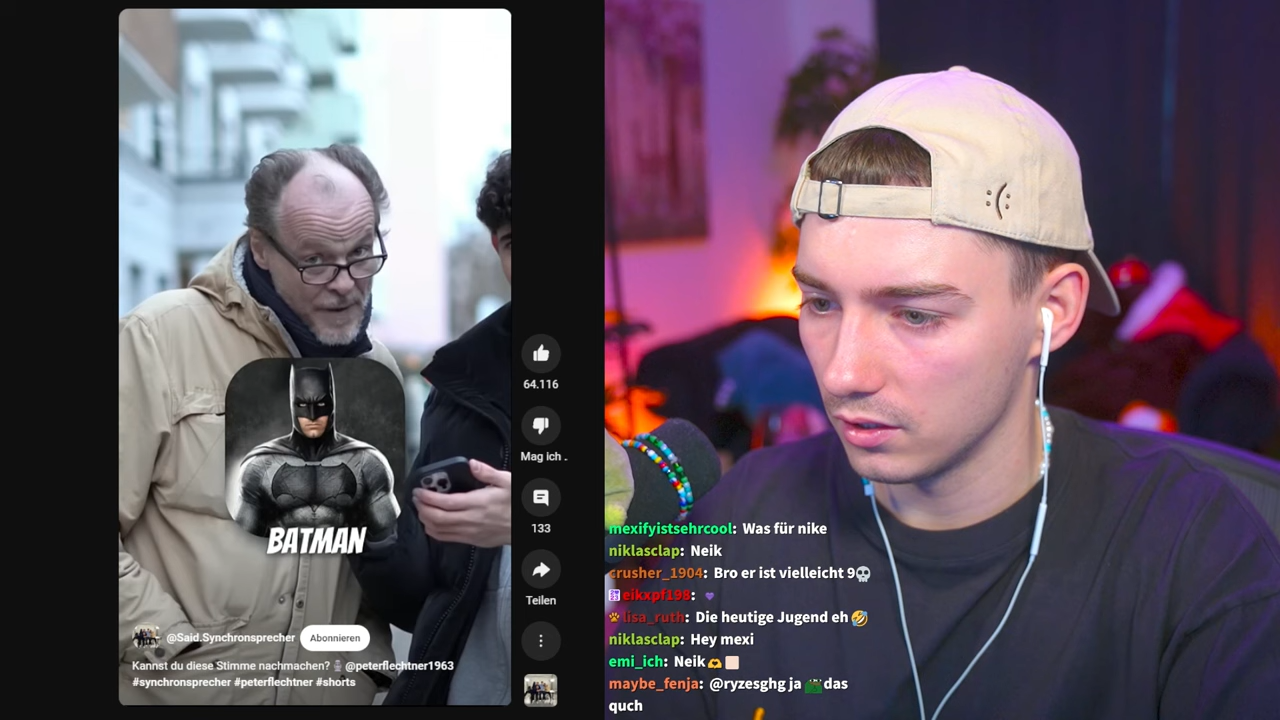 BATMAN
64.116
Mag ich .
133
Teilen
@Said.Synchronsprecher
Abonnieren
Kannst du diese Stimme nachmachen? @peterflechtner1963
#synchronsprecher #peterflechtner #shorts
mexifyistsehrcool: Was für nike
niklasclap: Neik
crusher_1904: Bro er ist vielleicht 9💀
eikxpf198: 💜
lisa_ruth: Die heutige Jugend eh 🤣
niklasclap: Hey mexi
emi_ich: Neik
maybe_fenja: @ryzesghg ja das
quch